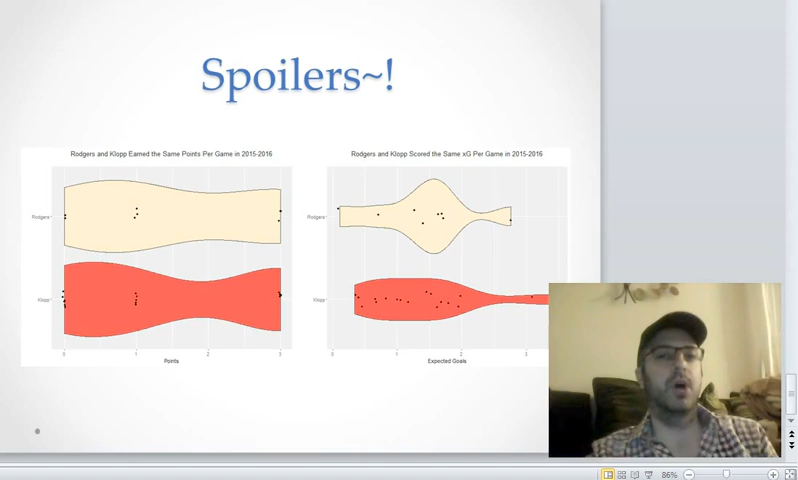 Spoilers~!
Rodgers and Klopp Earned the Same Points Per Game in 2015-2016
Rodgers
Klopp
0
1
2
3
Points
Rodgers and Klopp Scored the Same xG Per Game in 2015-2016
Rodgers
Klopp
0
1
2
3
Expected Goals
86%